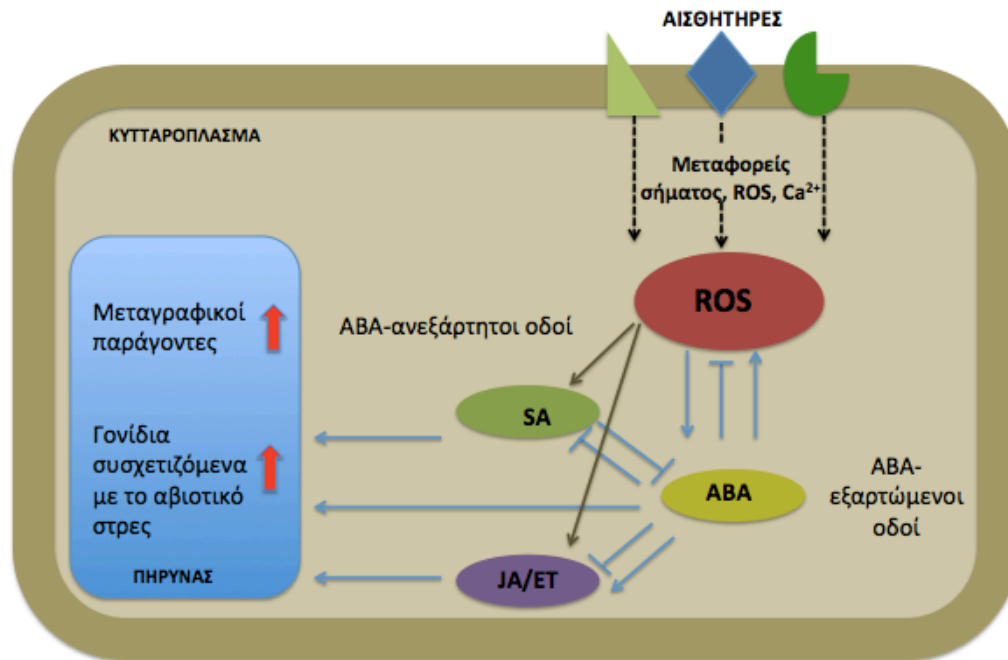 ΑΙΣΘΗΤΗΡΕΣ
ΚΥΤΤΑΡΟΠΛΑΣΜΑ
Μεταφορείς
σήματος, ROS, Ca²⁺
ROS
Μεταγραφικοί
παράγοντες
ABA-ανεξάρτητοι οδοί
SA
Γονίδια
συσχετιζόμενα
με το αβιοτικό
στρες
ABA
ABA-
εξαρτώμενοι
οδοί
ΠΗΡΥΝΑΣ
JA/ET